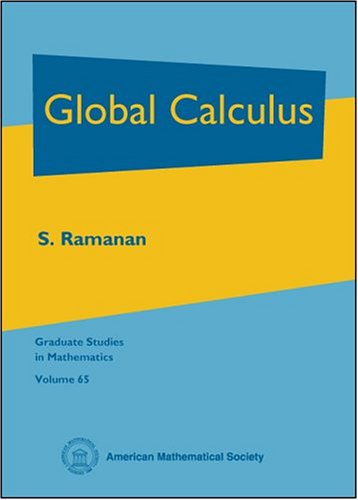 Global Calculus
S. Ramanan
Graduate Studies
in Mathematics
Volume 65
American Mathematical Society